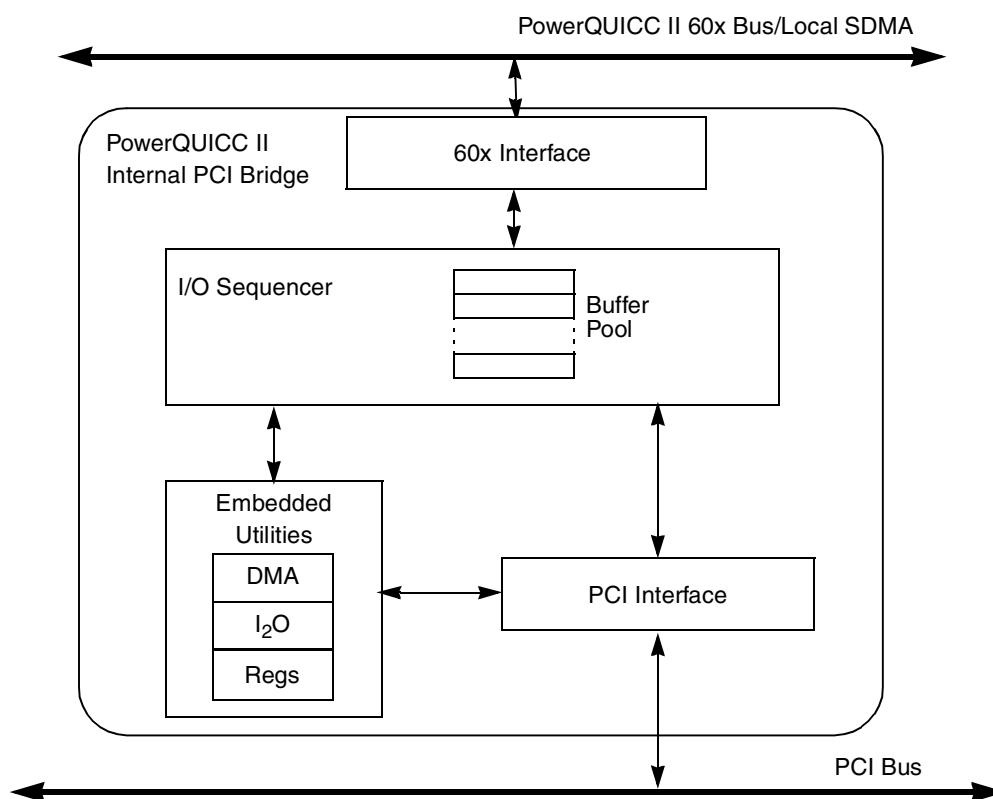 PowerQUICC II 60x Bus/Local SDMA
PowerQUICC II
Internal PCI Bridge
60x Interface
I/O Sequencer
Buffer
Pool
Embedded
Utilities
DMA
I₂O
Regs
PCI Interface
PCI Bus